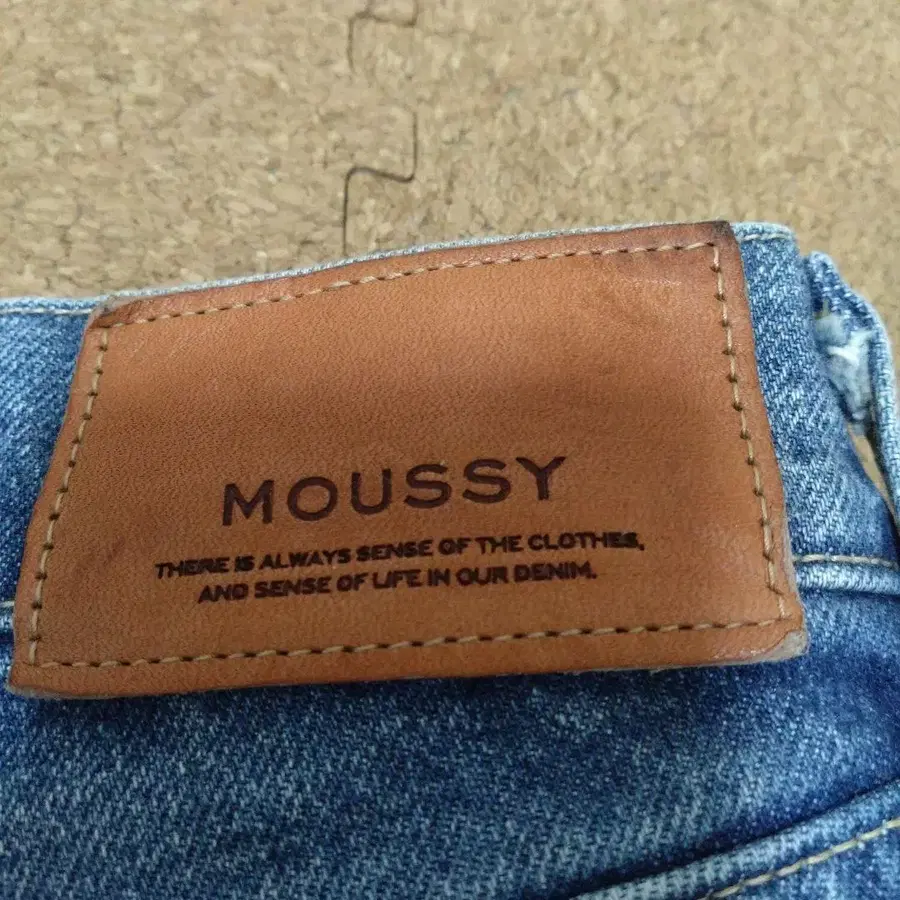 MOUSSY
THERE IS ALWAYS SENSE OF THE CLOTHES,
AND SENSE OF LIFE IN OUR DENIM.